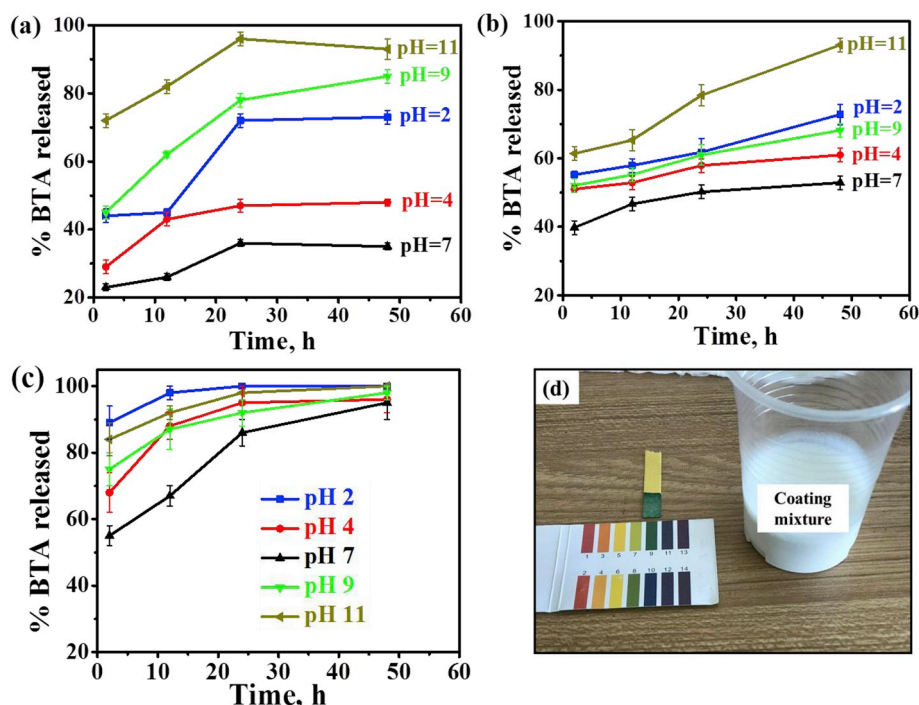 (a)
% BTA released
100
80
60
40
20
pH=11
pH=9
pH=2
pH=4
pH=7
0 10 20 30 40 50 60
Time, h
(b)
% BTA released
100
80
60
40
20
pH=11
pH=2
pH=9
pH=4
pH=7
0 10 20 30 40 50 60
Time, h
(c)
% BTA released
100
80
60
40
20
pH 2
pH 4
pH 7
pH 9
pH 11
0 10 20 30 40 50 60
Time, h
(d)
Coating
mixture
1 3 5 7 9 11 13
2 4 6 8 10 12 14